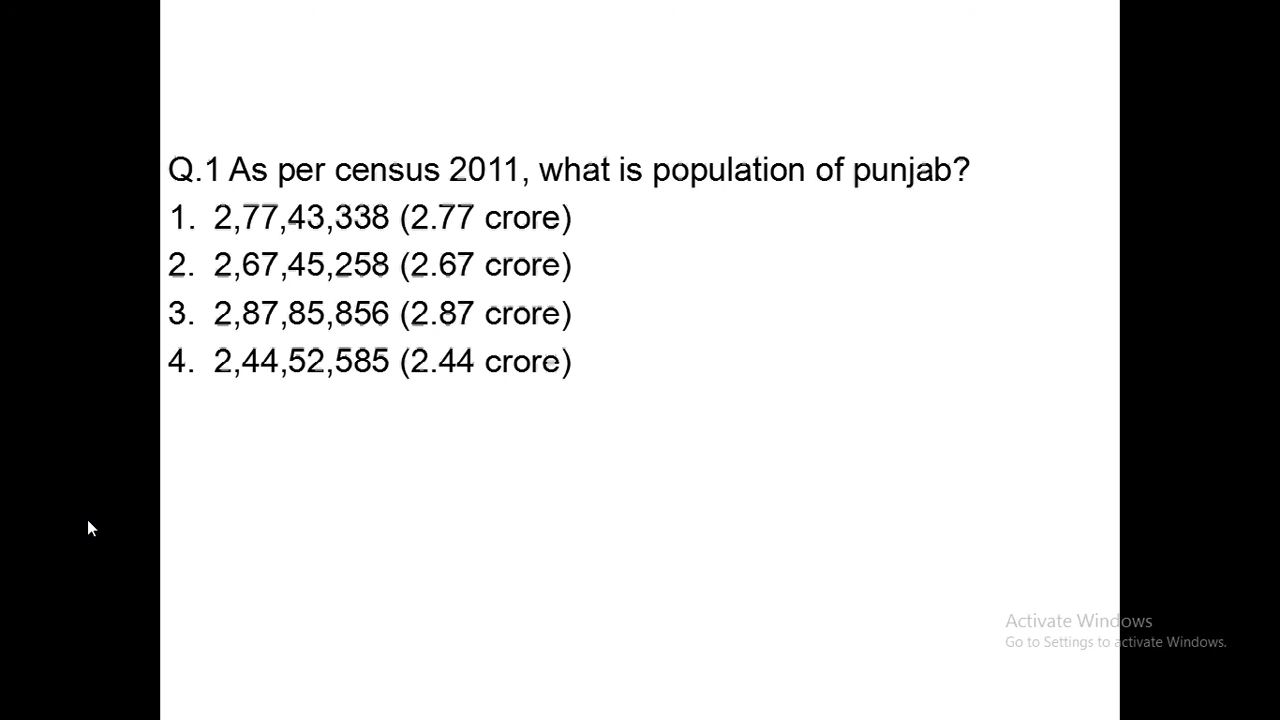 Q.1 As per census 2011, what is population of punjab?
1. 2,77,43,338 (2.77 crore)
2. 2,67,45,258 (2.67 crore)
3. 2,87,85,856 (2.87 crore)
4. 2,44,52,585 (2.44 crore)
Activate Windows
Go to Settings to activate Windows.